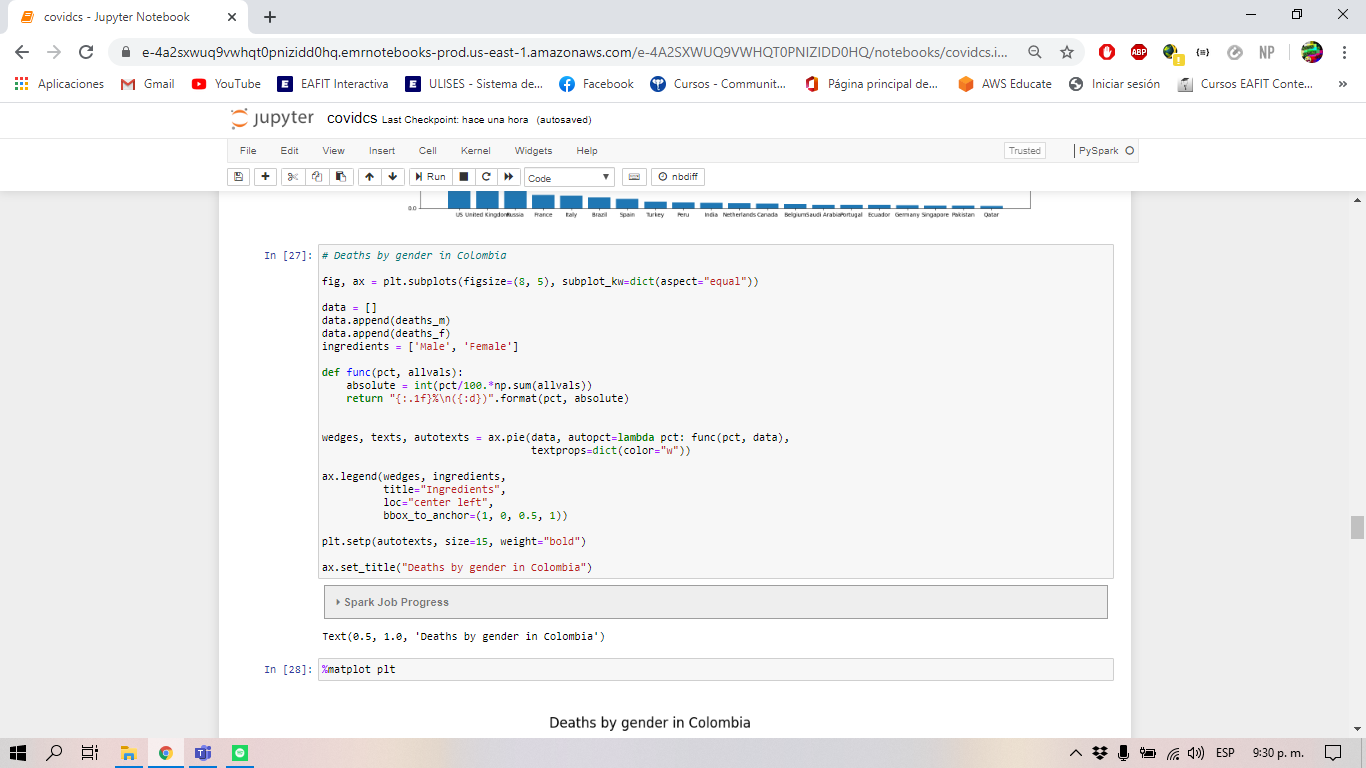 covidcs - Jupyter Notebook
e-4a2sxwuq9vwhqt0pnizidd0hq.emrnotebooks-prod.us-east-1.amazonaws.com/e-4A2SXWUQ9VWHQT0PNIZIDD0HQ/notebooks/covidcs.i...
ABP
NP
Aplicaciones Gmail YouTube EAFIT Interactiva ULISES - Sistema de... Facebook Cursos - Communit... Página principal de... AWS Educate Iniciar sesión Cursos EAFIT Conte... »
jupyter covidcs Last Checkpoint: hace una hora (autosaved)
File Edit View Insert Cell Kernel Widgets Help Trusted PySpark
Run Code nbdiff
0.0
US United Kingdom Russia France Italy Brazil Spain Turkey Peru India Netherlands Canada Belgium Saudi Arabia Portugal Ecuador Germany Singapore Pakistan Qatar
In [27]: # Deaths by gender in Colombia
fig, ax = plt.subplots(figsize=(8, 5), subplot_kw=dict(aspect="equal"))
data = []
data.append(deaths_m)
data.append(deaths_f)
ingredients = ['Male', 'Female']
def func(pct, allvals):
    absolute = int(pct/100.*np.sum(allvals))
    return "{:.1f}%\n({:d})".format(pct, absolute)
wedges, texts, autotexts = ax.pie(data, autopct=lambda pct: func(pct, data),
                                  textprops=dict(color="w"))
ax.legend(wedges, ingredients,
          title="Ingredients",
          loc="center left",
          bbox_to_anchor=(1, 0, 0.5, 1))
plt.setp(autotexts, size=15, weight="bold")
ax.set_title("Deaths by gender in Colombia")
Spark Job Progress
Text(0.5, 1.0, 'Deaths by gender in Colombia')
In [28]: %matplot plt
Deaths by gender in Colombia
ESP 9:30 p. m.